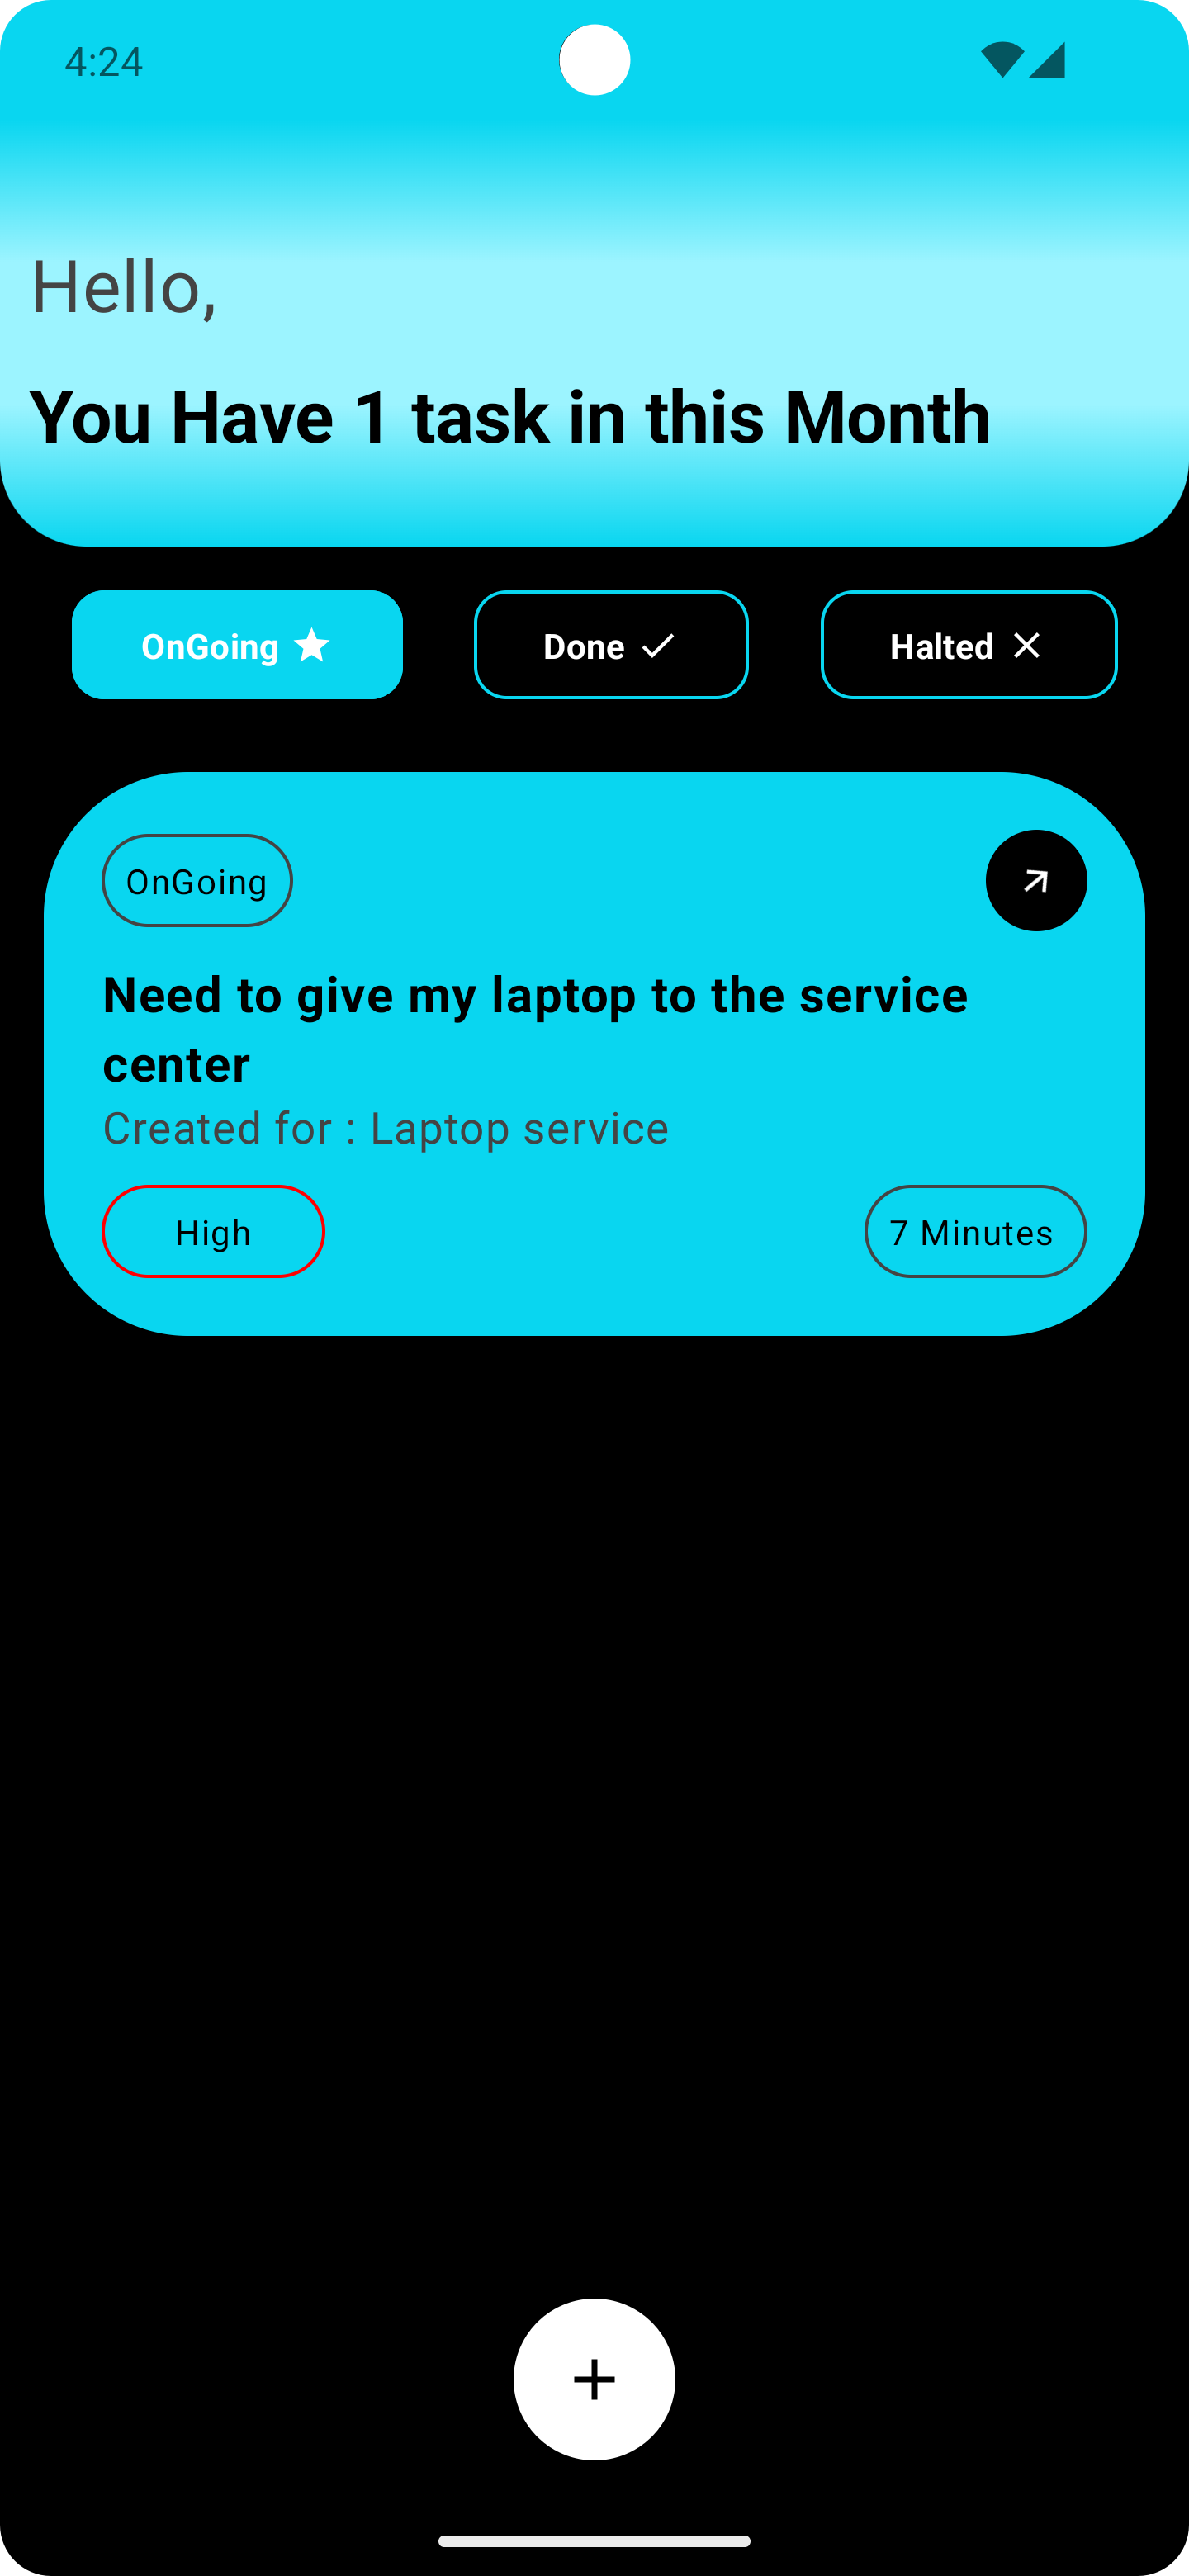 4:24
Hello,
You Have 1 task in this Month
OnGoing
Done
Halted
OnGoing
Need to give my laptop to the service
center
Created for : Laptop service
High
7 Minutes